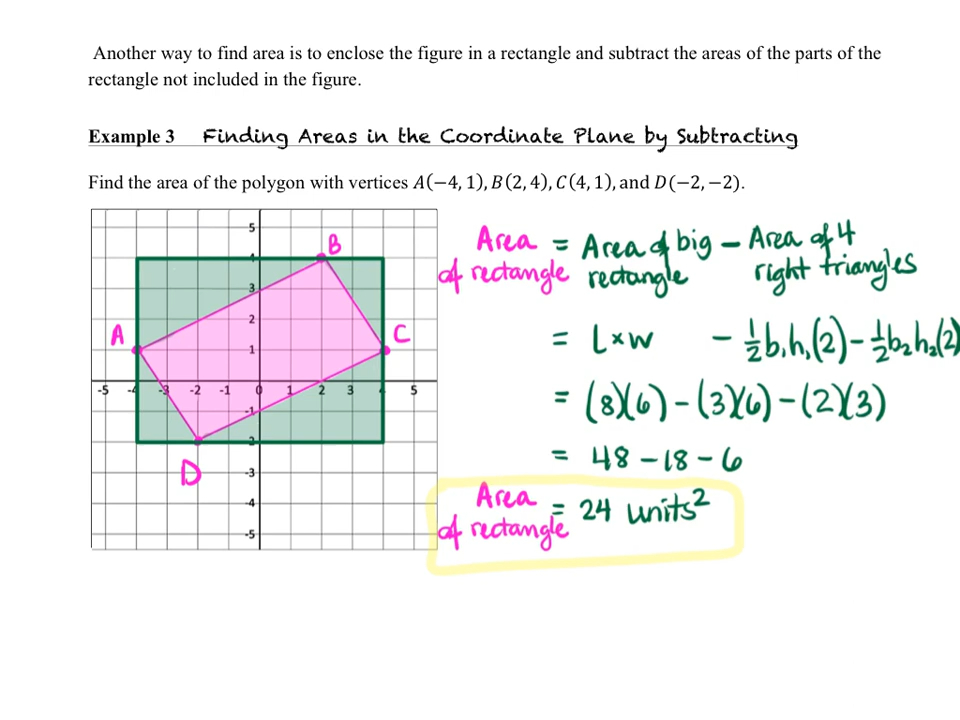 Another way to find area is to enclose the figure in a rectangle and subtract the areas of the parts of the
rectangle not included in the figure.
Example 3 Finding Areas in the Coordinate Plane by Subtracting
Find the area of the polygon with vertices A(−4, 1), B(2, 4), C(4, 1), and D(−2, −2).
5
B
3
2
A
C
1
-5 -4 -3 -2 -1 0 1 2 3 5
-1
2
D
-3
-4
-5
Area of rectangle = Area of big rectangle − Area of 4 right triangles
= L×W − ½b₁h₁(2) − ½b₂h₂(2)
= (8)(6) − (3)(6) − (2)(3)
= 48 − 18 − 6
Area of rectangle = 24 units²